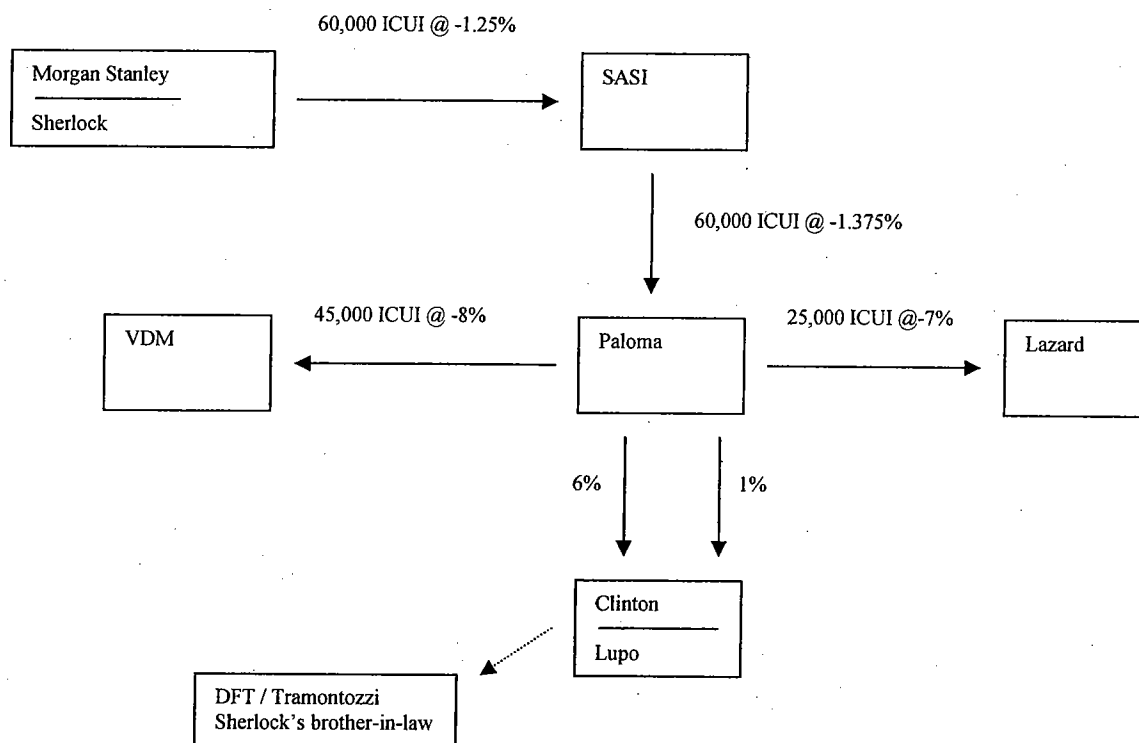 60,000 ICUI @ -1.25%
Morgan Stanley
Sherlock
SASI
60,000 ICUI @ -1.375%
45,000 ICUI @ -8%
25,000 ICUI @-7%
VDM
Paloma
Lazard
6%
1%
Clinton
Lupo
DFT / Tramontozzi
Sherlock's brother-in-law